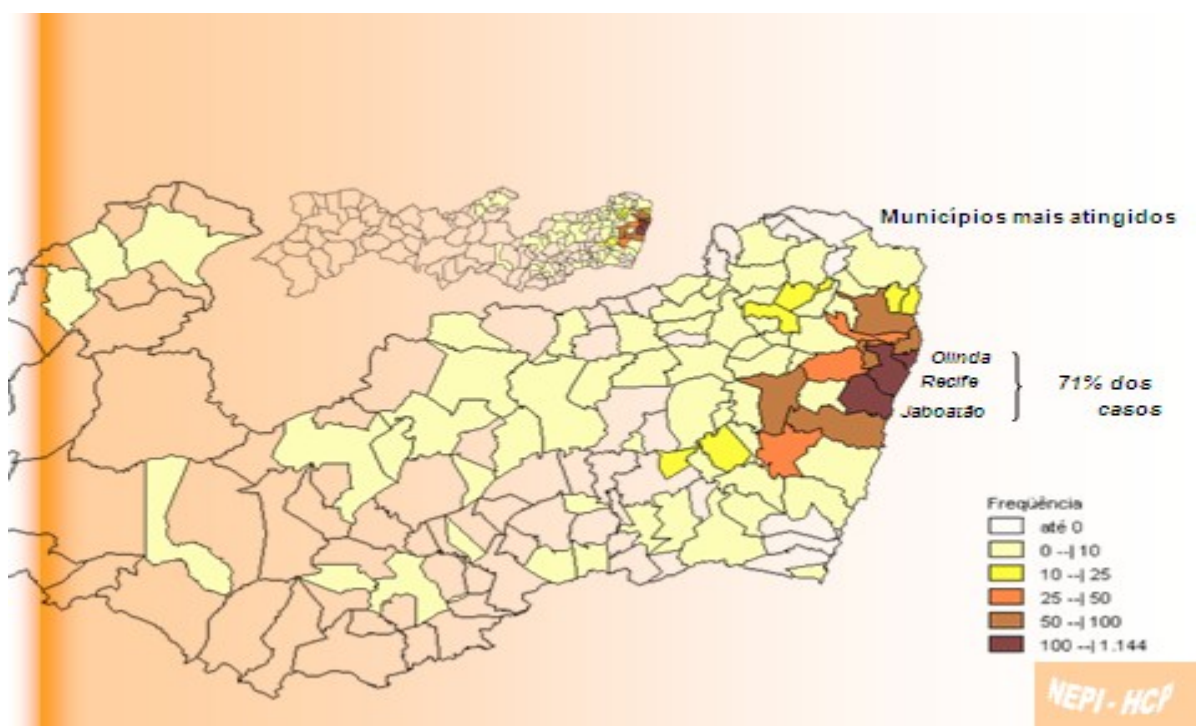 Municípios mais atingidos
Olinda
Recife
Jaboatão
71% dos
casos
Freqüência
até 0
0 --| 10
10 --| 25
25 --| 50
50 --| 100
100 --| 1.144
NEPI - HCP